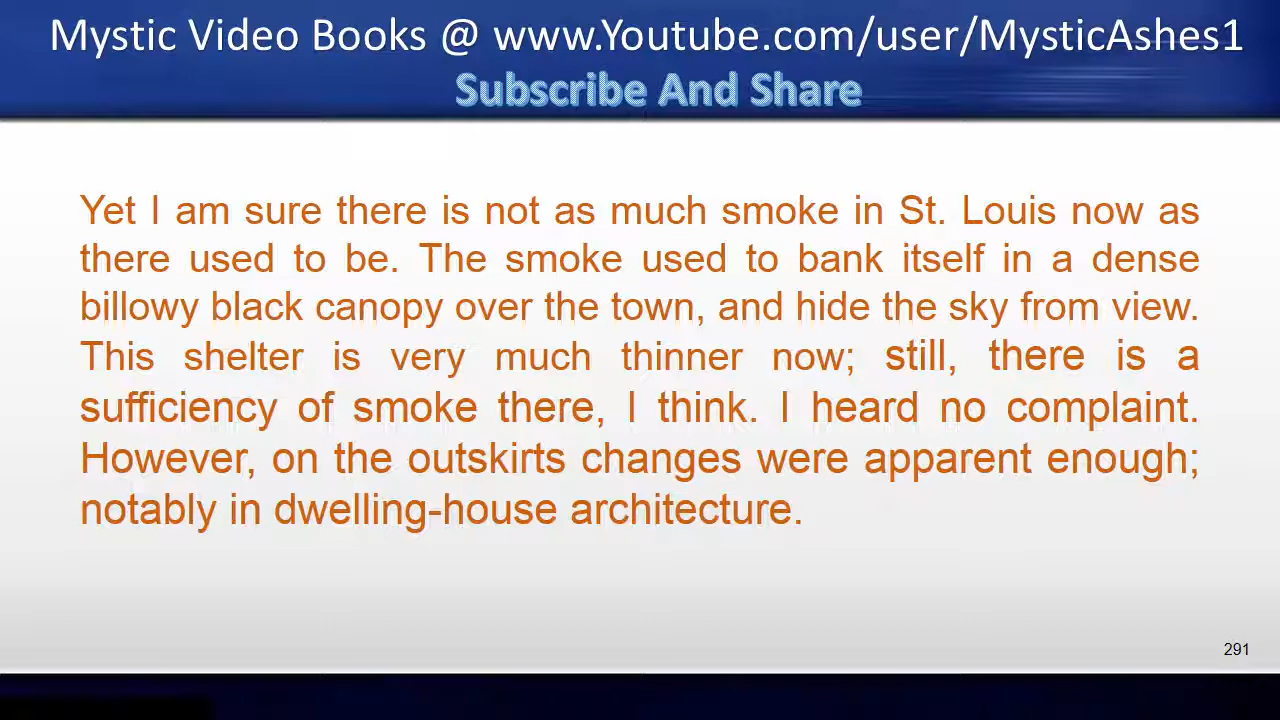 Mystic Video Books @ www.Youtube.com/user/MysticAshes1
Subscribe And Share
Yet I am sure there is not as much smoke in St. Louis now as
there used to be. The smoke used to bank itself in a dense
billowy black canopy over the town, and hide the sky from view.
This shelter is very much thinner now; still, there is a
sufficiency of smoke there, I think. I heard no complaint.
However, on the outskirts changes were apparent enough;
notably in dwelling-house architecture.
291